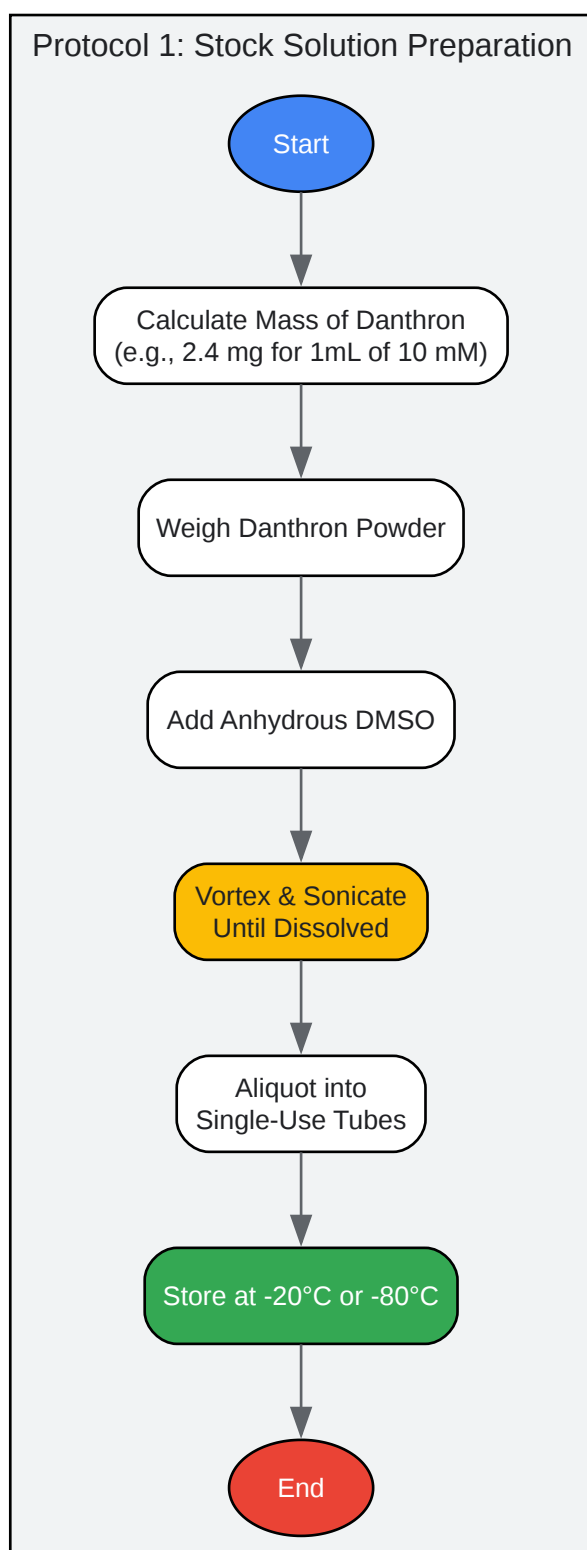 Protocol 1: Stock Solution Preparation
Start
Calculate Mass of Danthron
(e.g., 2.4 mg for 1mL of 10 mM)
Weigh Danthron Powder
Add Anhydrous DMSO
Vortex & Sonicate
Until Dissolved
Aliquot into
Single-Use Tubes
Store at -20°C or -80°C
End